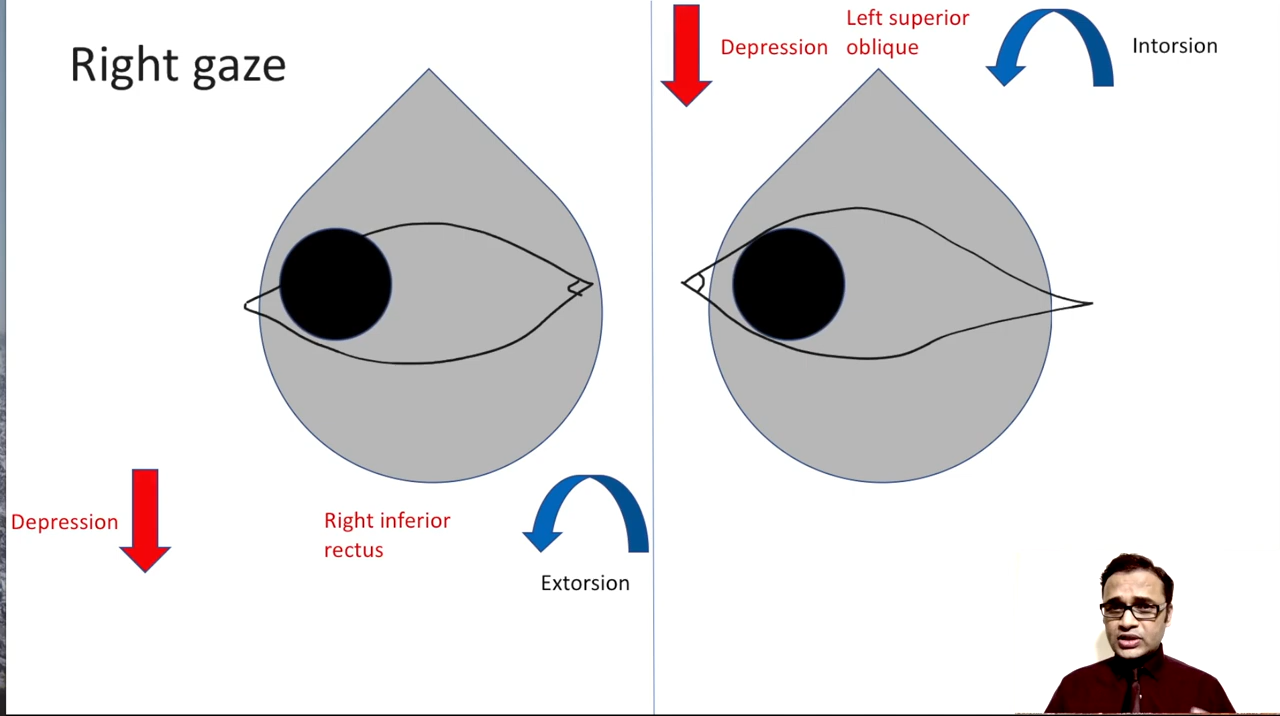 Right gaze
Depression
Left superior
oblique
Intorsion
Depression
Right inferior
rectus
Extorsion